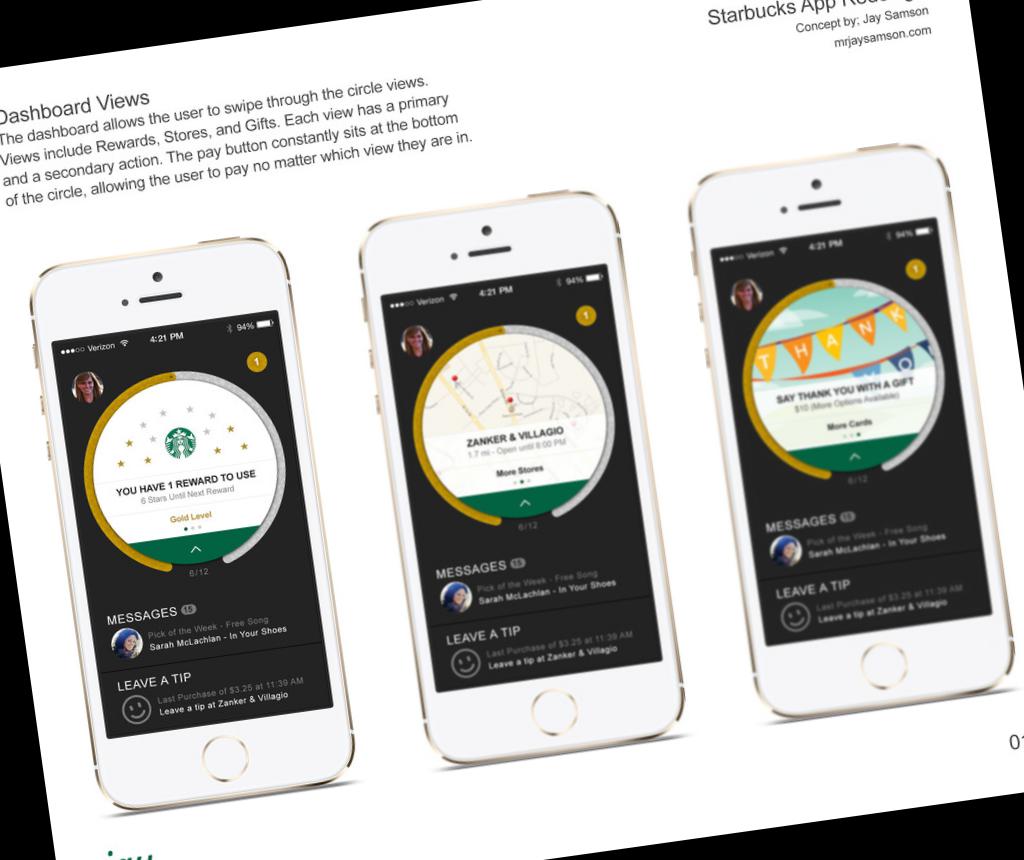 Starbucks App
Concept by; Jay Samson
mrjaysamson.com
Dashboard Views
The dashboard allows the user to swipe through the circle views.
Views include Rewards, Stores, and Gifts. Each view has a primary
and a secondary action. The pay button constantly sits at the bottom
of the circle, allowing the user to pay no matter which view they are in.
Verizon 4:21 PM 94%
1
YOU HAVE 1 REWARD TO USE
6 Stars Until Next Reward
Gold Level
6/12
MESSAGES 15
Pick of the Week - Free Song
Sarah McLachlan - In Your Shoes
LEAVE A TIP
Last Purchase of $3.25 at 11:39 AM
Leave a tip at Zanker & Villagio
Verizon 4:21 PM 94%
1
ZANKER & VILLAGIO
1.7 mi - Open until 8:00 PM
More Stores
6/12
MESSAGES 15
Pick of the Week - Free Song
Sarah McLachlan - In Your Shoes
LEAVE A TIP
Last Purchase of $3.25 at 11:39 AM
Leave a tip at Zanker & Villagio
Verizon 4:21 PM 94%
1
THANK
SAY THANK YOU WITH A GIFT
$10 (More Options Available)
More Cards
6/12
MESSAGES 15
Pick of the Week - Free Song
Sarah McLachlan - In Your Shoes
LEAVE A TIP
Last Purchase of $3.25 at 11:39 AM
Leave a tip at Zanker & Villagio